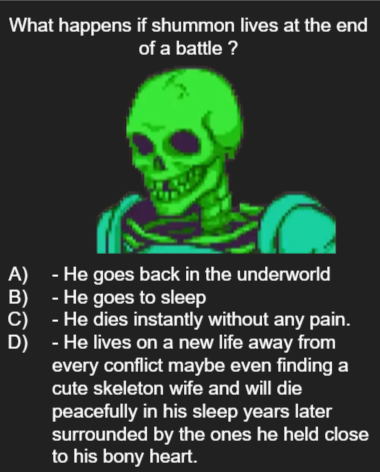 What happens if shummon lives at the end
of a battle ?
A) - He goes back in the underworld
B) - He goes to sleep
C) - He dies instantly without any pain.
D) - He lives on a new life away from
every conflict maybe even finding a
cute skeleton wife and will die
peacefully in his sleep years later
surrounded by the ones he held close
to his bony heart.